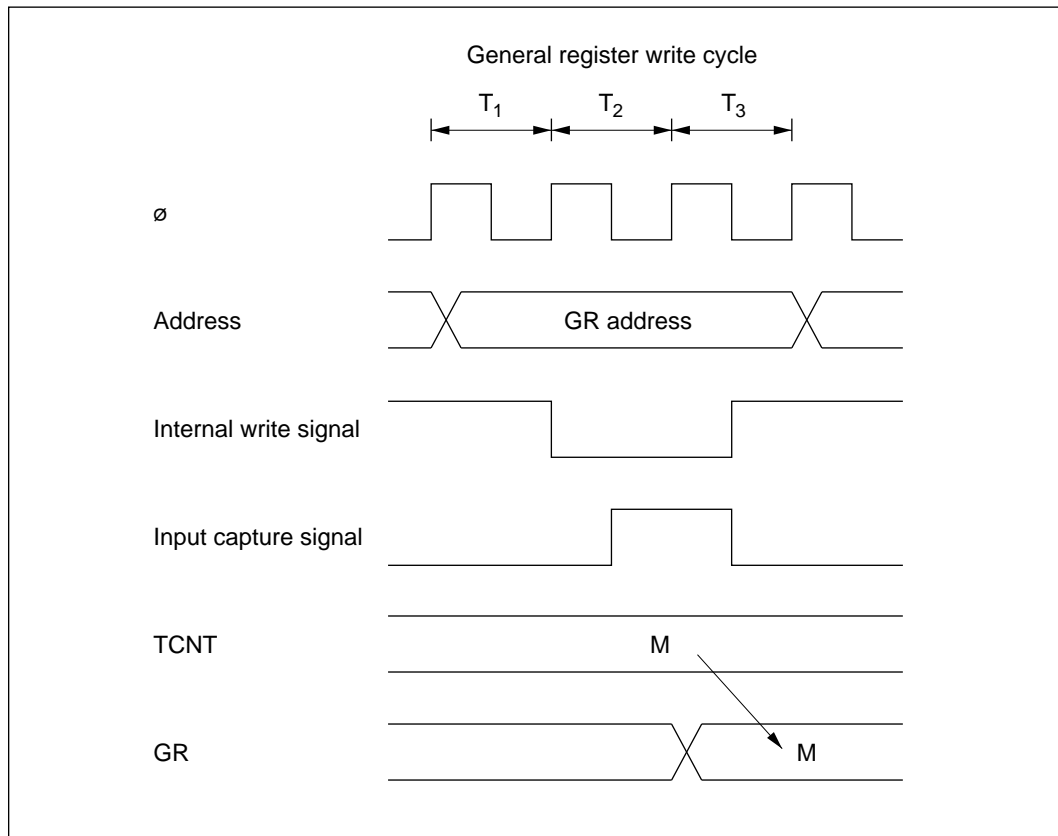 General register write cycle
T1 T2 T3
ø
Address GR address
Internal write signal
Input capture signal
TCNT M
GR M